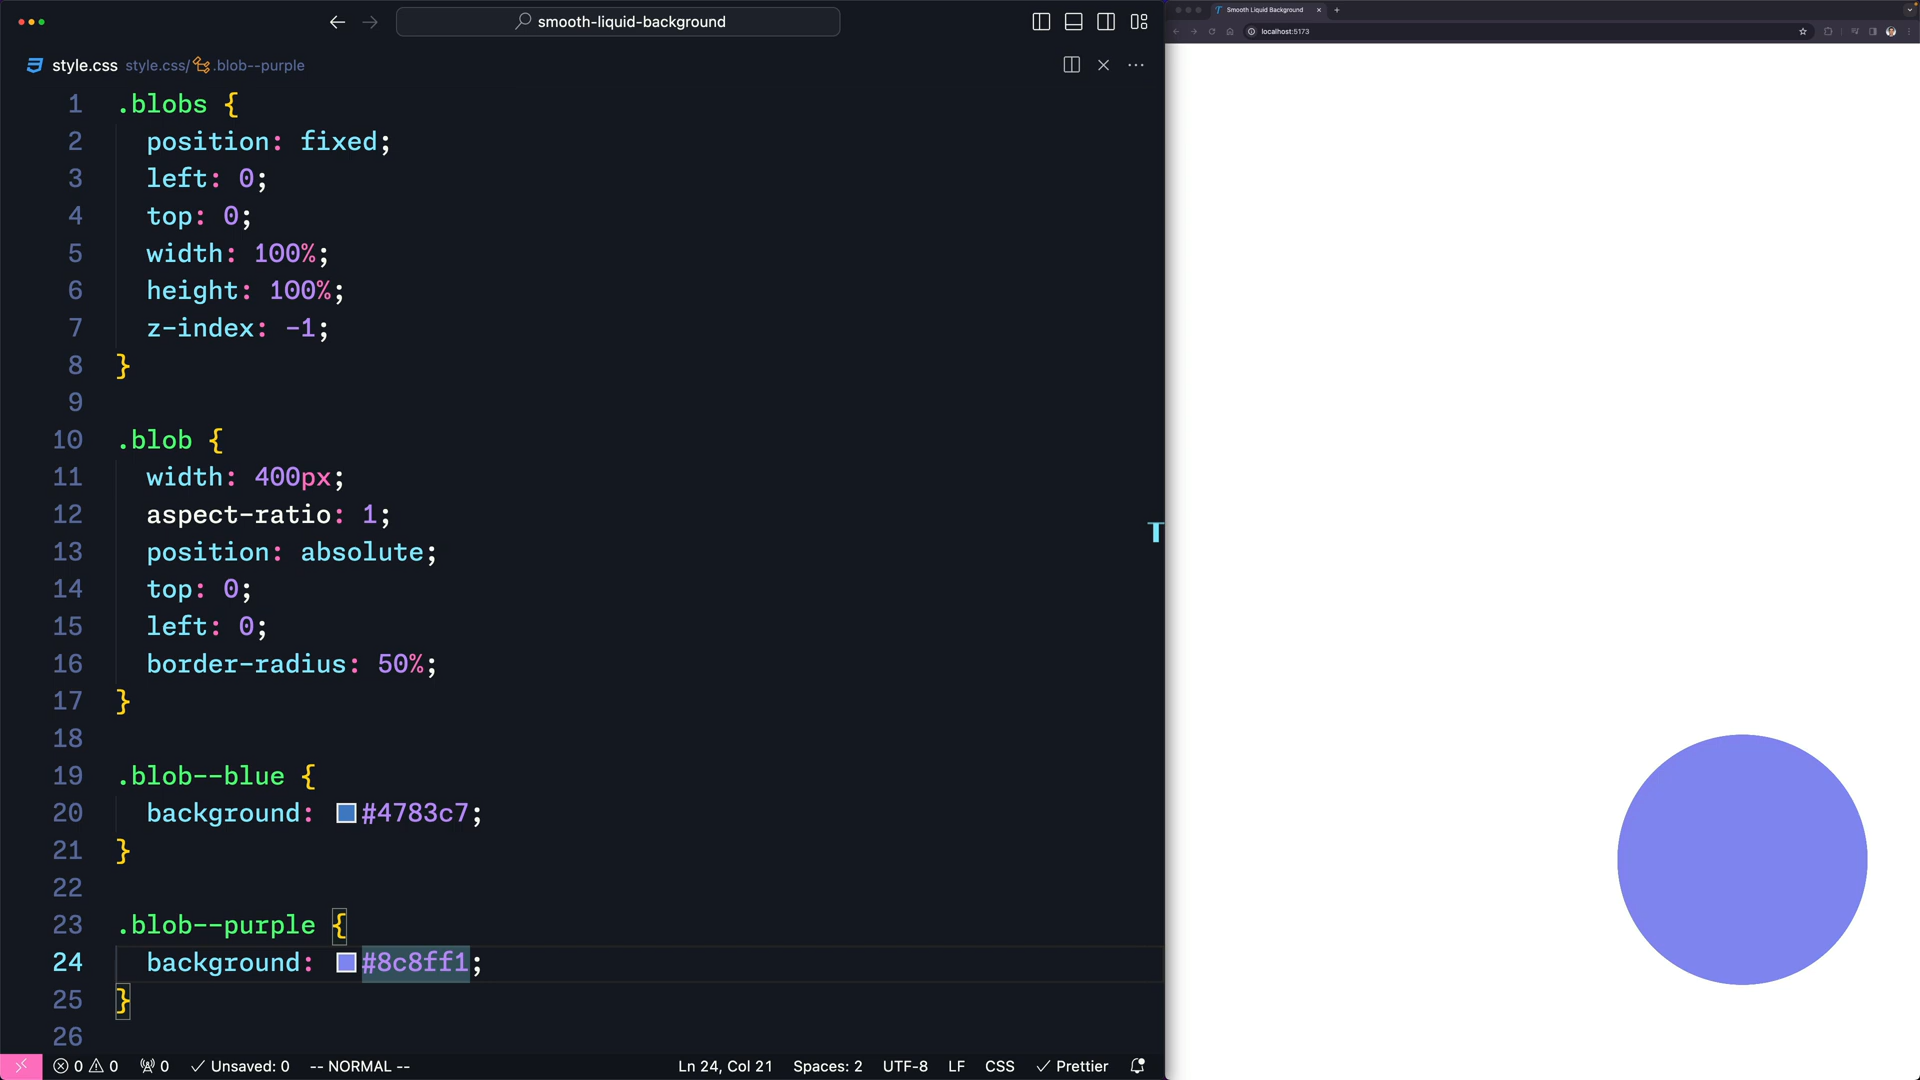 smooth-liquid-background
Smooth Liquid Background
localhost:5173
style.css style.css/ .blob--purple
1 .blobs {
2 position: fixed;
3 left: 0;
4 top: 0;
5 width: 100%;
6 height: 100%;
7 z-index: -1;
8 }
9
10 .blob {
11 width: 400px;
12 aspect-ratio: 1;
13 position: absolute;
14 top: 0;
15 left: 0;
16 border-radius: 50%;
17 }
18
19 .blob--blue {
20 background: #4783c7;
21 }
22
23 .blob--purple {
24 background: #8c8ff1;
25 }
26
T
0 0 0 Unsaved: 0 -- NORMAL -- Ln 24, Col 21 Spaces: 2 UTF-8 LF CSS Prettier